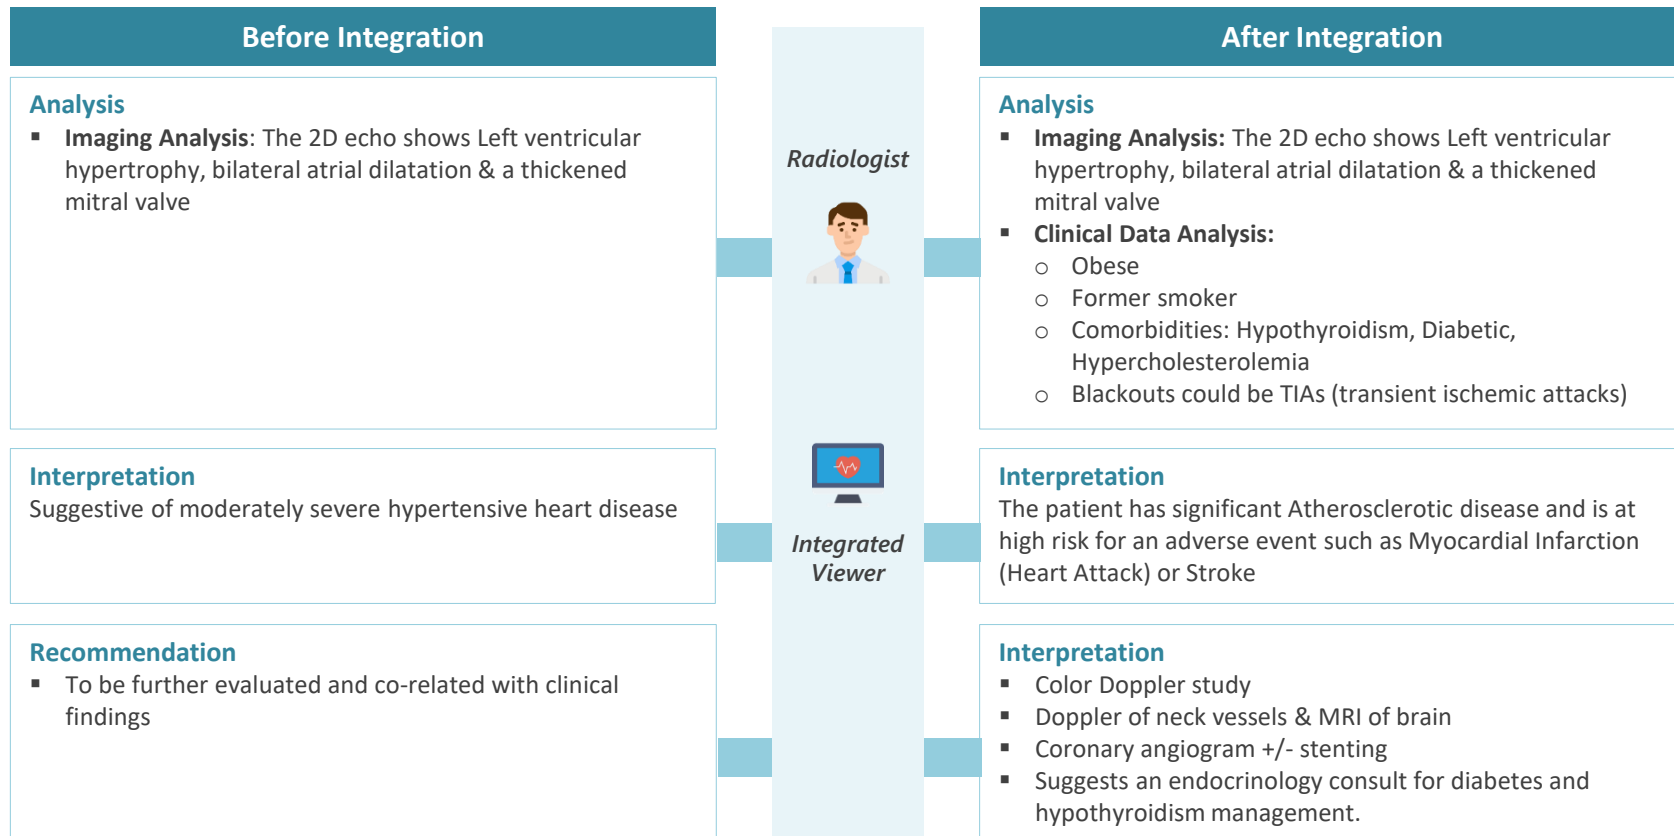 Before Integration
Analysis
▪ Imaging Analysis: The 2D echo shows Left ventricular
hypertrophy, bilateral atrial dilatation & a thickened
mitral valve
Interpretation
Suggestive of moderately severe hypertensive heart disease
Recommendation
▪ To be further evaluated and co-related with clinical
findings
Radiologist
Integrated
Viewer
After Integration
Analysis
▪ Imaging Analysis: The 2D echo shows Left ventricular
hypertrophy, bilateral atrial dilatation & a thickened
mitral valve
▪ Clinical Data Analysis:
o Obese
o Former smoker
o Comorbidities: Hypothyroidism, Diabetic,
Hypercholesterolemia
o Blackouts could be TIAs (transient ischemic attacks)
Interpretation
The patient has significant Atherosclerotic disease and is at
high risk for an adverse event such as Myocardial Infarction
(Heart Attack) or Stroke
Interpretation
▪ Color Doppler study
▪ Doppler of neck vessels & MRI of brain
▪ Coronary angiogram +/- stenting
▪ Suggests an endocrinology consult for diabetes and
hypothyroidism management.